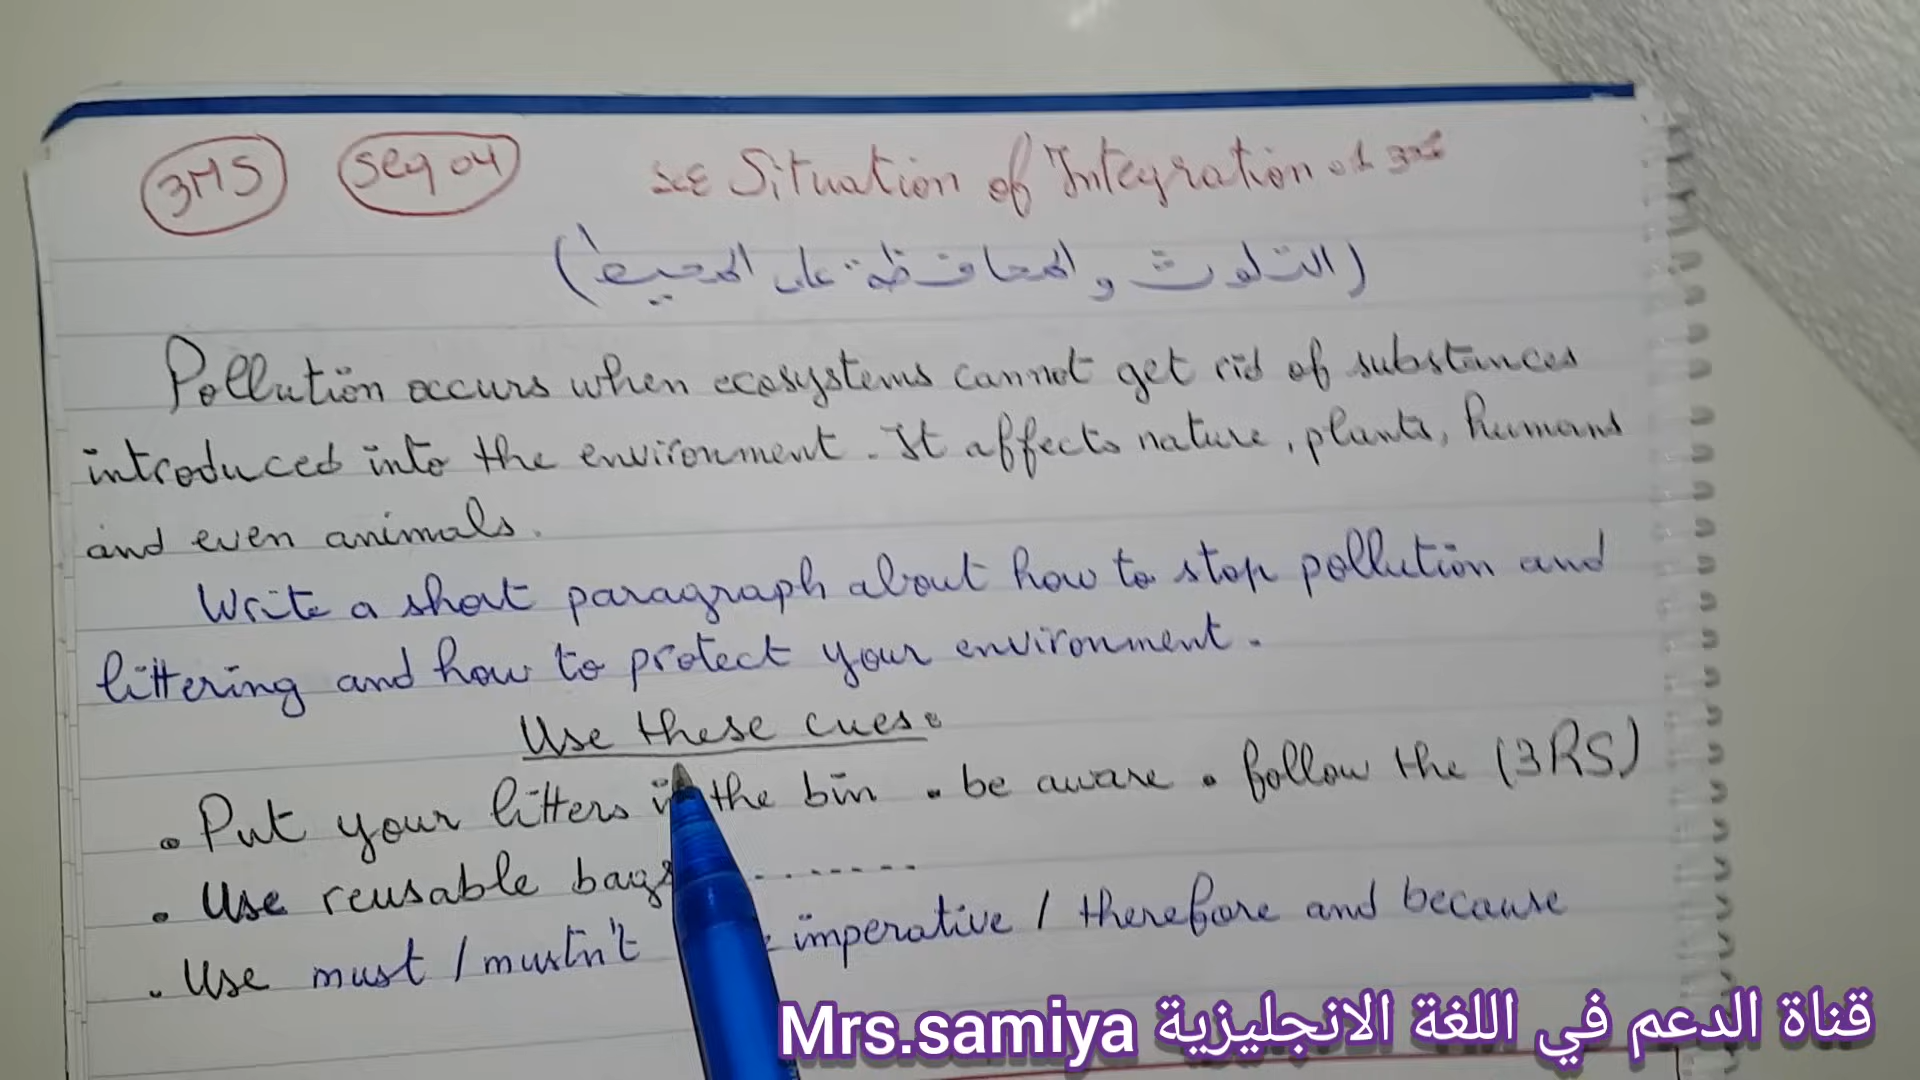 3MS Seq 04 Situation of Integration
(التلوث والمحافظة على المحيط)
Pollution occurs when ecosystems cannot get rid of substances
introduced into the environment. It affects nature, plants, humans
and even animals.
Write a short paragraph about how to stop pollution and
littering and how to protect your environment.
Use these cues:
• Put your litters in the bin • be aware • follow the (3RS)
• Use reusable bags ........
• Use must / mustn't imperative / therefore and because
Mrs.samiya قناة الدعم في اللغة الانجليزية